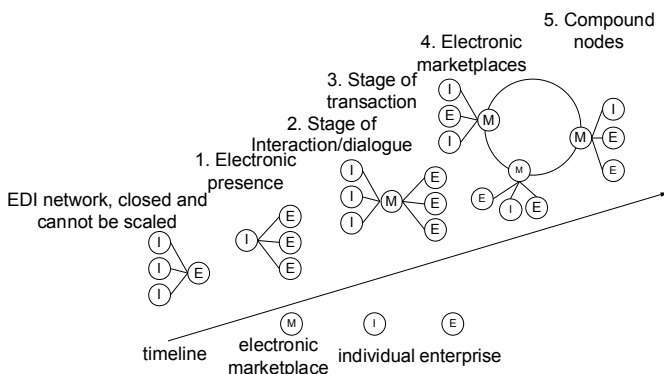 5. Compound
nodes
4. Electronic
marketplaces
3. Stage of
transaction
2. Stage of
Interaction/dialogue
1. Electronic
presence
EDI network, closed and
cannot be scaled
I
E
I
M
I
E
E
M
M
E
I
E
I
I
I
M
E
E
E
I
E
E
E
I
I
I
E
M
I
E
timeline
electronic
marketplace
individual enterprise